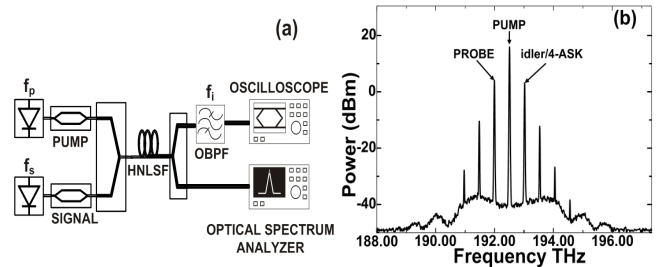 (a)
fp
PUMP
fs
SIGNAL
HNLSF
fi
OBPF
OSCILLOSCOPE
OPTICAL SPECTRUM
ANALYZER
(b)
PUMP
PROBE
idler/4-ASK
Power (dBm)
20
0
-20
-40
188.00 190.00 192.00 194.00 196.00
Frequency THz